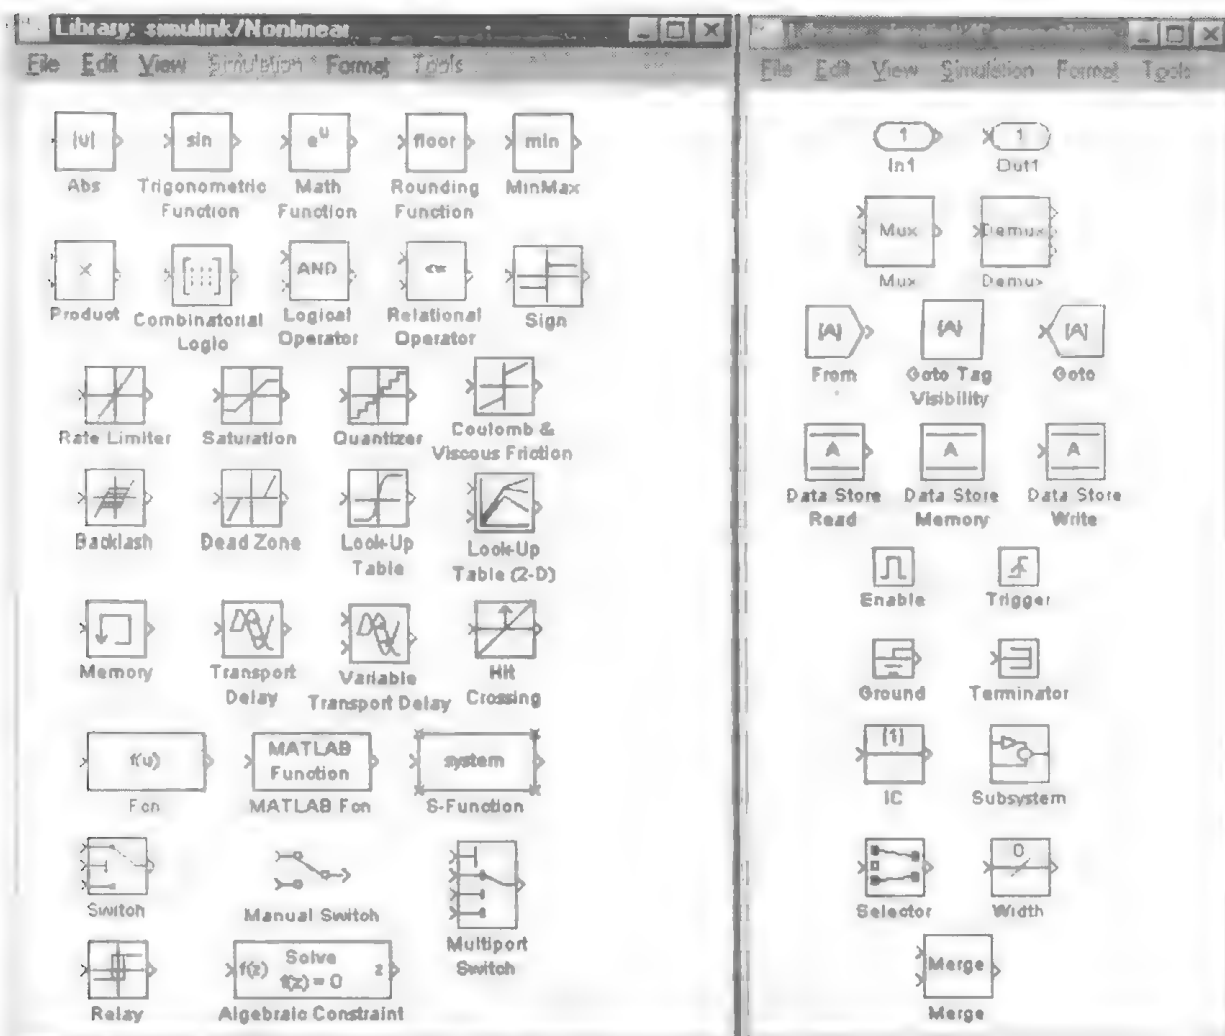 Library: simulink/Nonlinear
File Edit View Simulation Format Tools
|u| sin e^u floor min
Abs Trigonometric Math Rounding MinMax
Function Function Function
× AND <=
Product Combinatorial Logical Relational Sign
Logic Operator Operator
Rate Limiter Saturation Quantizer Coulomb &
Viscous Friction
Backlash Dead Zone Look-Up Look-Up
Table Table (2-D)
Memory Transport Variable Hit
Delay Transport Delay Crossing
f(u) MATLAB system
Function
Fcn MATLAB Fcn S-Function
Switch Manual Switch Multiport
Switch
f(z) Solve z
f(z) = 0
Relay Algebraic Constraint
File Edit View Simulation Format Tools
1 1
In1 Out1
Mux Demux
Mux Demux
{A} {A} {A}
From Goto Tag Goto
Visibility
A A A
Data Store Data Store Data Store
Read Memory Write
Enable Trigger
Ground Terminator
[1]
IC Subsystem
0
Selector Width
Merge
Merge